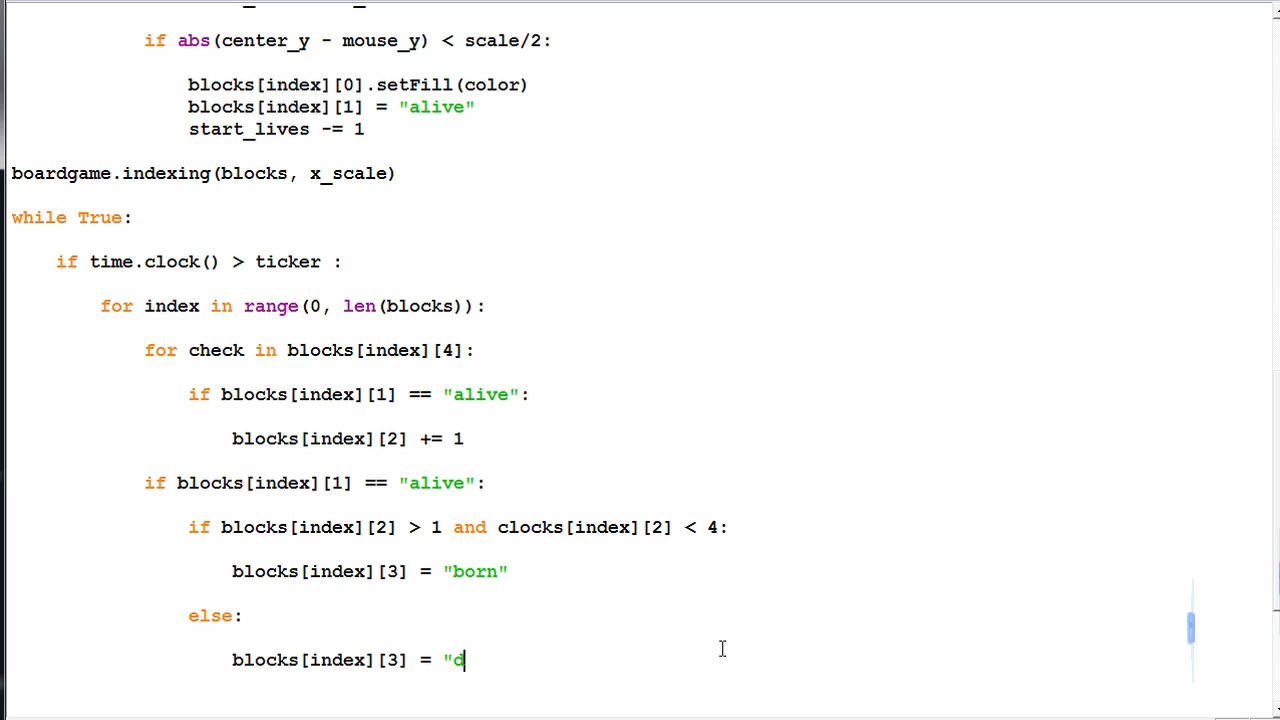 if abs(center_y - mouse_y) < scale/2:
blocks[index][0].setFill(color)
blocks[index][1] = "alive"
start_lives -= 1
boardgame.indexing(blocks, x_scale)
while True:
if time.clock() > ticker :
for index in range(0, len(blocks)):
for check in blocks[index][4]:
if blocks[index][1] == "alive":
blocks[index][2] += 1
if blocks[index][1] == "alive":
if blocks[index][2] > 1 and clocks[index][2] < 4:
blocks[index][3] = "born"
else:
blocks[index][3] = "d